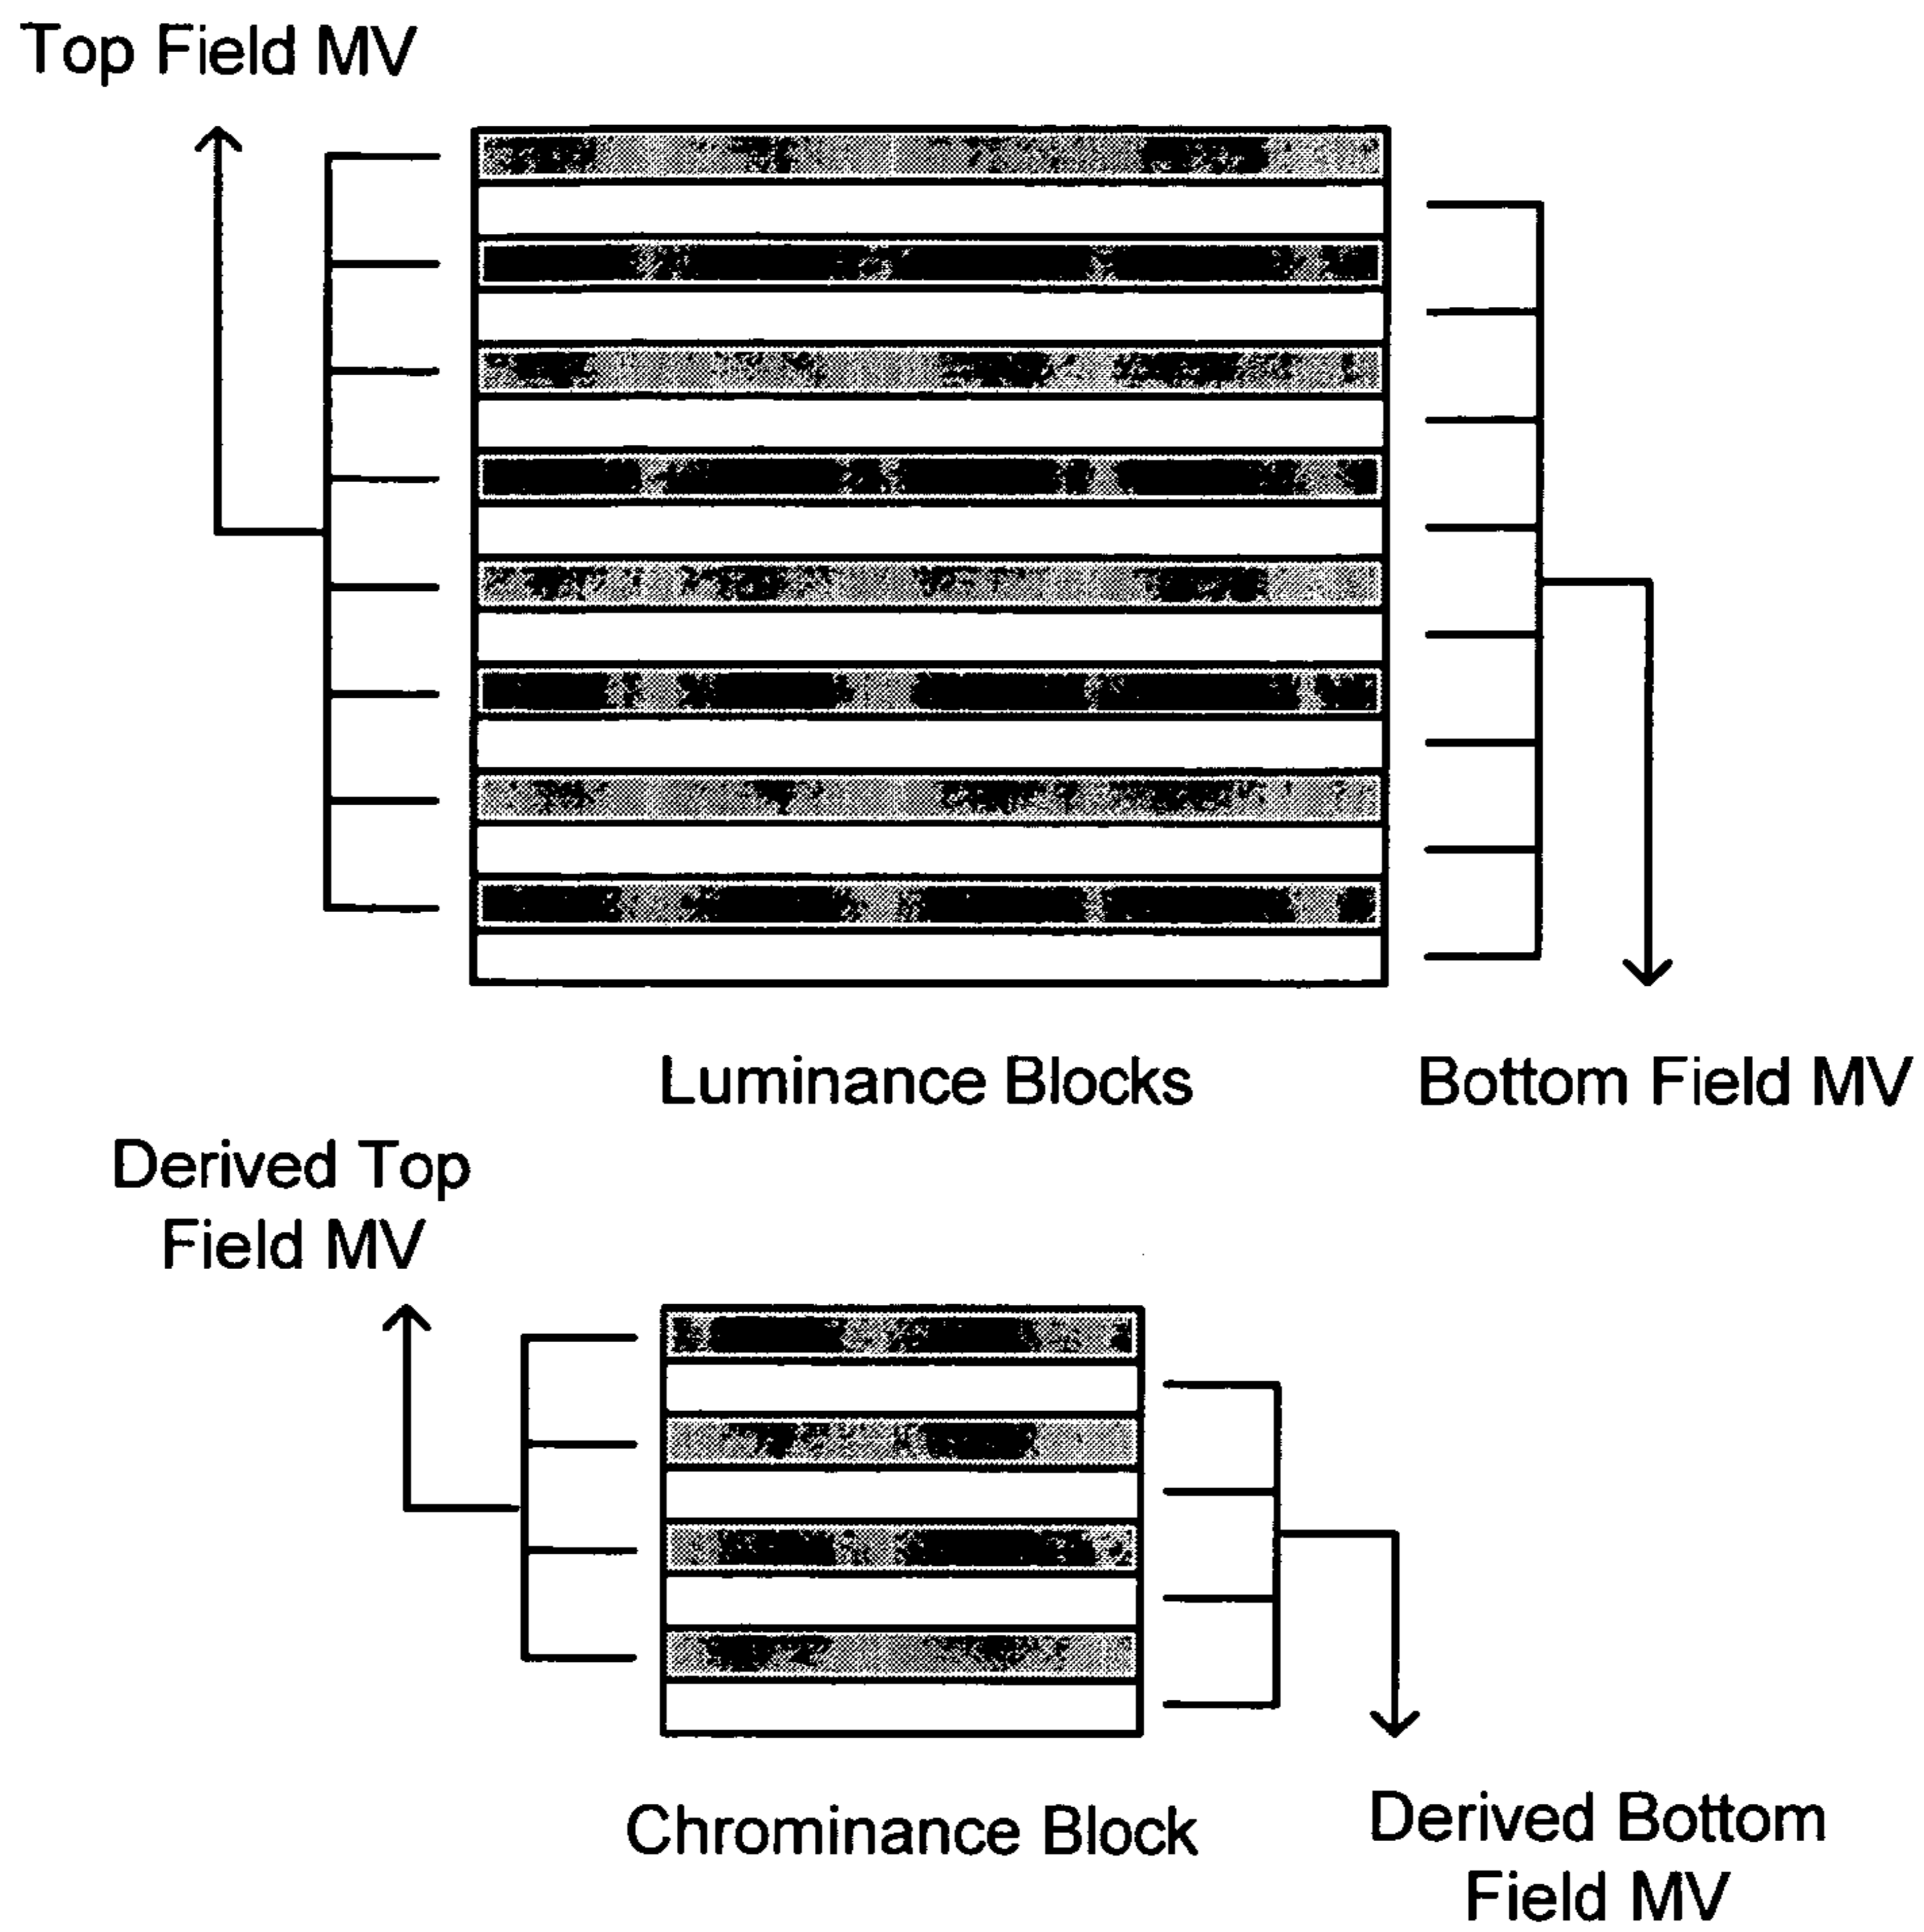 Top Field MV
Luminance Blocks
Bottom Field MV
Derived Top
Field MV
Chrominance Block
Derived Bottom
Field MV